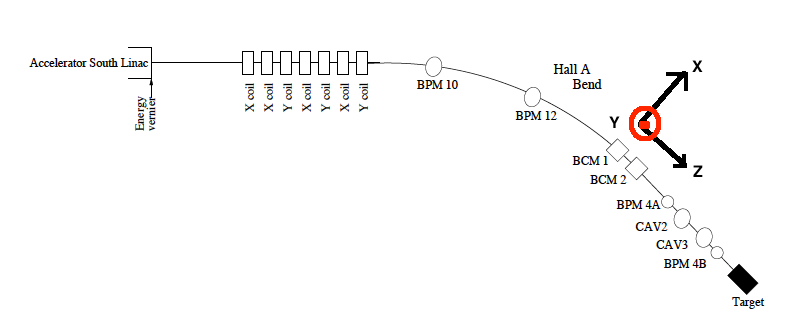 Accelerator South Linac
Energy
vernier
X coil
X coil
Y coil
X coil
Y coil
X coil
Y coil
BPM 10
BPM 12
Hall A
Bend
X
Y
Z
BCM 1
BCM 2
BPM 4A
CAV2
CAV3
BPM 4B
Target